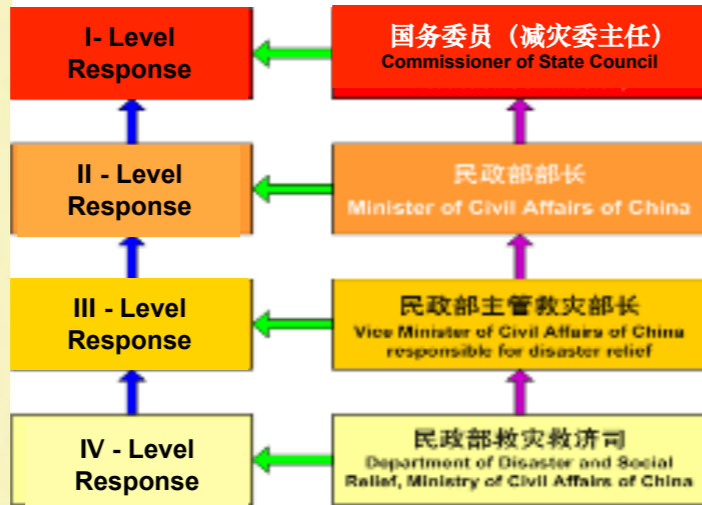 I- Level
Response
国务委员（减灾委主任）
Commissioner of State Council
II - Level
Response
民政部部长
Minister of Civil Affairs of China
III - Level
Response
民政部主管救灾部长
Vice Minister of Civil Affairs of China
responsible for disaster relief
IV - Level
Response
民政部救灾救济司
Department of Disaster and Social
Relief, Ministry of Civil Affairs of China